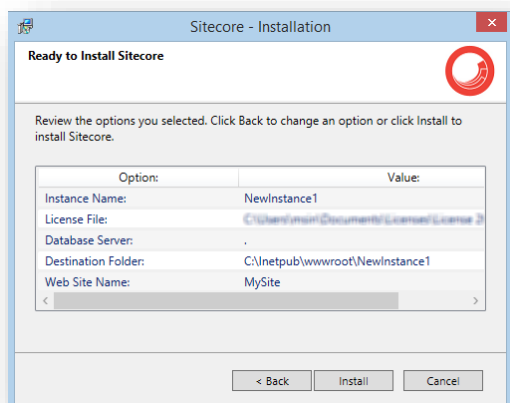 Sitecore - Installation
Ready to Install Sitecore
Review the options you selected. Click Back to change an option or click Install to
install Sitecore.
Option: Value:
Instance Name: NewInstance1
License File:
Database Server: .
Destination Folder: C:\Inetpub\wwwroot\NewInstance1
Web Site Name: MySite
< Back Install Cancel